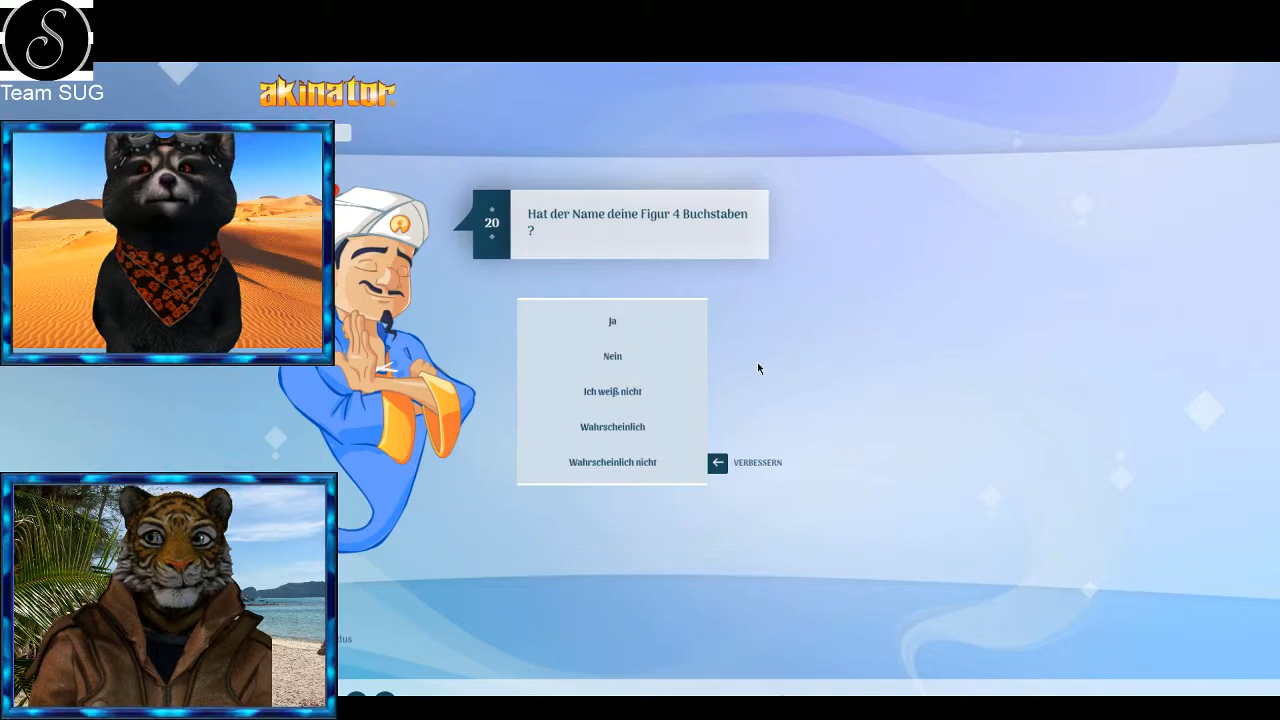 S
Team SUG
akinator
20
Hat der Name deine Figur 4 Buchstaben
?
Ja
Nein
Ich weiß nicht
Wahrscheinlich
Wahrscheinlich nicht
VERBESSERN
dus